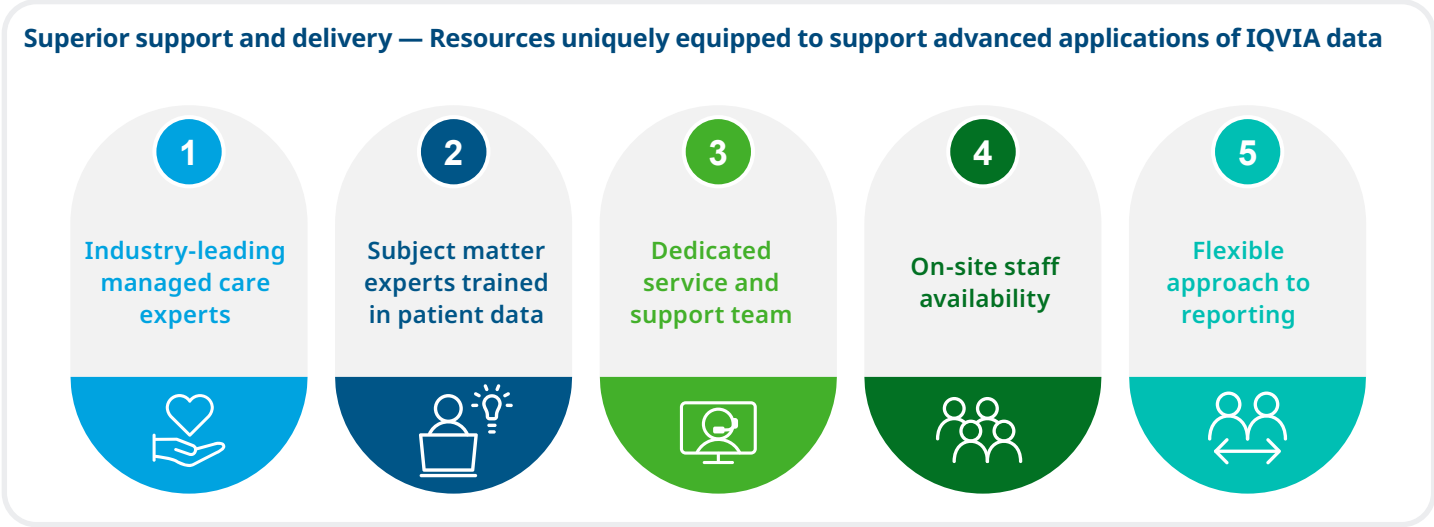 Superior support and delivery — Resources uniquely equipped to support advanced applications of IQVIA data
1
Industry-leading
managed care
experts
2
Subject matter
experts trained
in patient data
3
Dedicated
service and
support team
4
On-site staff
availability
5
Flexible
approach to
reporting